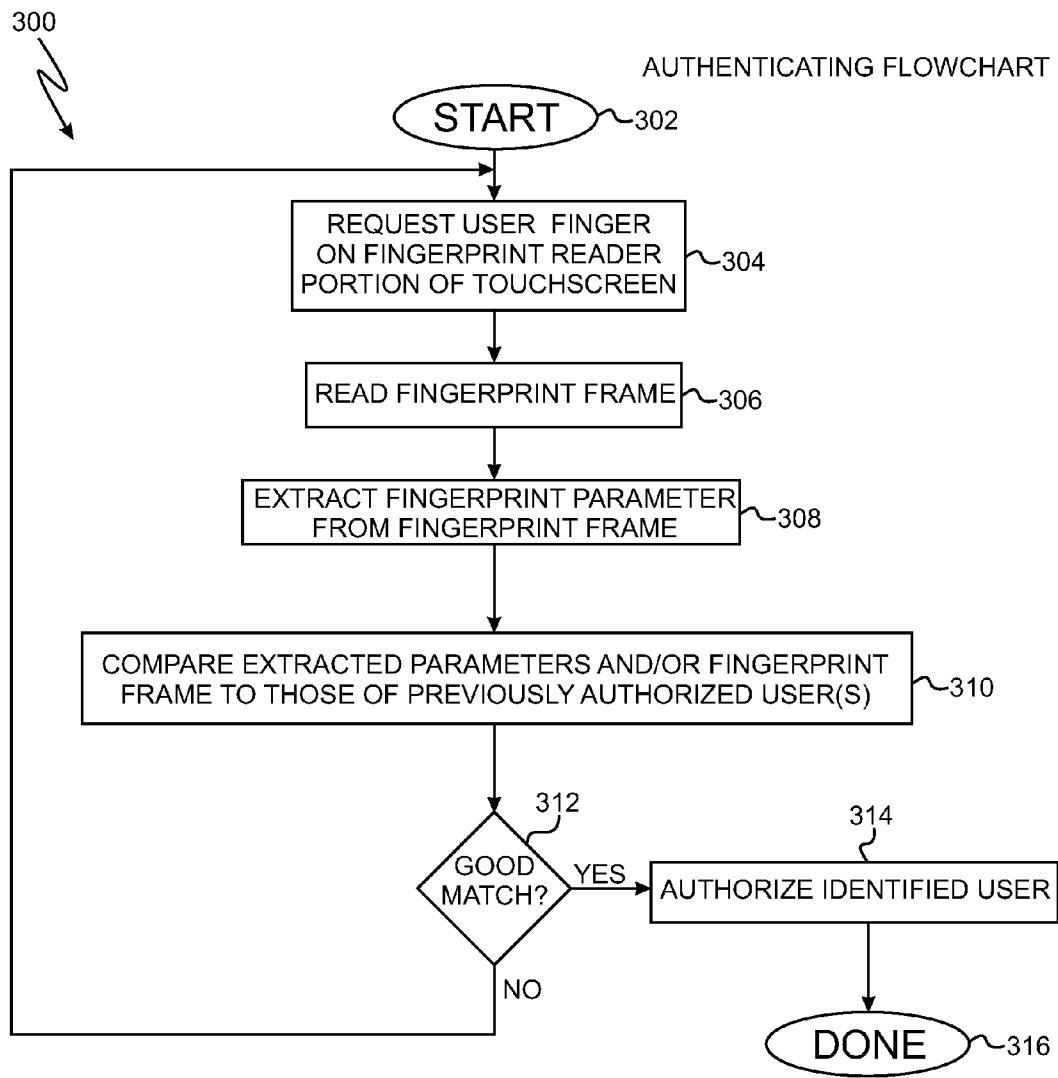 300
AUTHENTICATING FLOWCHART
START
302
REQUEST USER FINGER
ON FINGERPRINT READER
PORTION OF TOUCHSCREEN
304
READ FINGERPRINT FRAME
306
EXTRACT FINGERPRINT PARAMETER
FROM FINGERPRINT FRAME
308
COMPARE EXTRACTED PARAMETERS AND/OR FINGERPRINT
FRAME TO THOSE OF PREVIOUSLY AUTHORIZED USER(S)
310
312
GOOD
MATCH?
YES
314
AUTHORIZE IDENTIFIED USER
NO
DONE
316